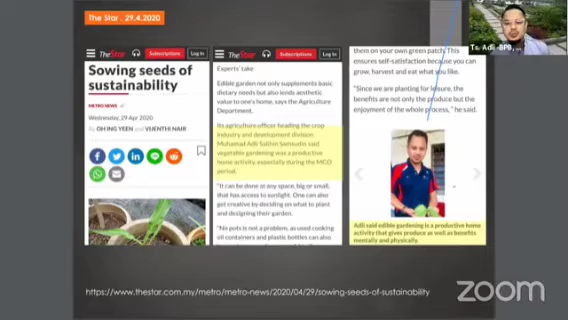 The Star . 29.4.2020
Ts. Adli -BPB,...
The Star
Subscriptions
Log In
Sowing seeds of
sustainability
METRO NEWS
Wednesday, 29 Apr 2020
By OH ING YEEN and VIJENTHI NAIR
The Star
Subscriptions
Log In
Experts' take
Edible garden not only supplements basic
dietary needs but also lends aesthetic
value to one's home, says the Agriculture
Department.
Its agriculture officer heading the crop
industry and development division
Muhamad Adli Salihin Samsudin said
vegetable gardening was a productive
home activity, especially during the MCO
period.
"It can be done at any space, big or small,
that has access to sunlight. One can also
get creative by deciding on what to plant
and designing their garden.
"No pots is not a problem, as used cooking
oil containers and plastic bottles can also
them on your own green patch. This
ensures self-satisfaction because you
can grow, harvest and eat what you like.
"Since we are planting for leisure, the
benefits are not only the produce but the
enjoyment of the whole process, " he said.
Adli said edible gardening is a productive home
activity that gives produce as well as benefits
mentally and physically.
https://www.thestar.com.my/metro/metro-news/2020/04/29/sowing-seeds-of-sustainability
zoom